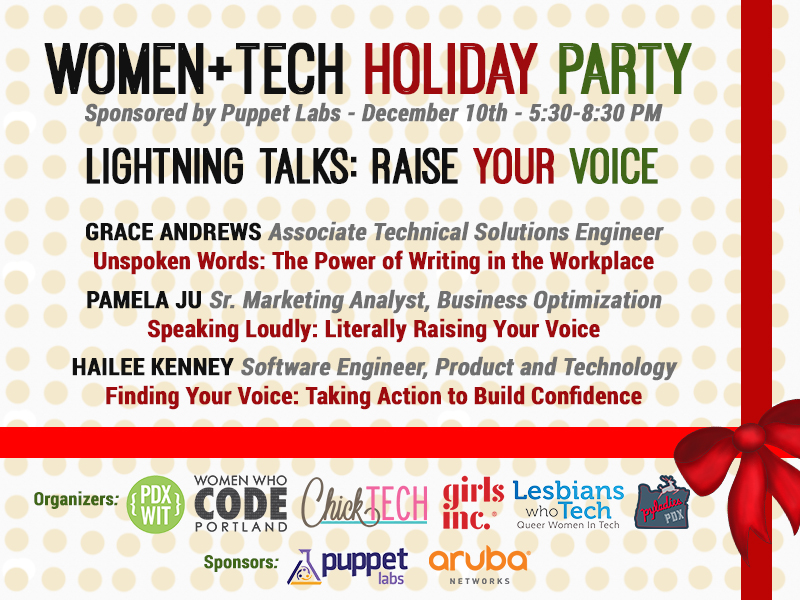 WOMEN+TECH HOLIDAY PARTY
Sponsored by Puppet Labs - December 10th - 5:30-8:30 PM
LIGHTNING TALKS: RAISE YOUR VOICE
GRACE ANDREWS Associate Technical Solutions Engineer
Unspoken Words: The Power of Writing in the Workplace
PAMELA JU Sr. Marketing Analyst, Business Optimization
Speaking Loudly: Literally Raising Your Voice
HAILEE KENNEY Software Engineer, Product and Technology
Finding Your Voice: Taking Action to Build Confidence
Organizers:
{PDX
WIT}
WOMEN WHO
CODE
PORTLAND
ChickTECH
girls
inc.®
Lesbians
who Tech
Queer Women In Tech
pyladies
PDX
Sponsors:
puppet
labs
aruba®
NETWORKS